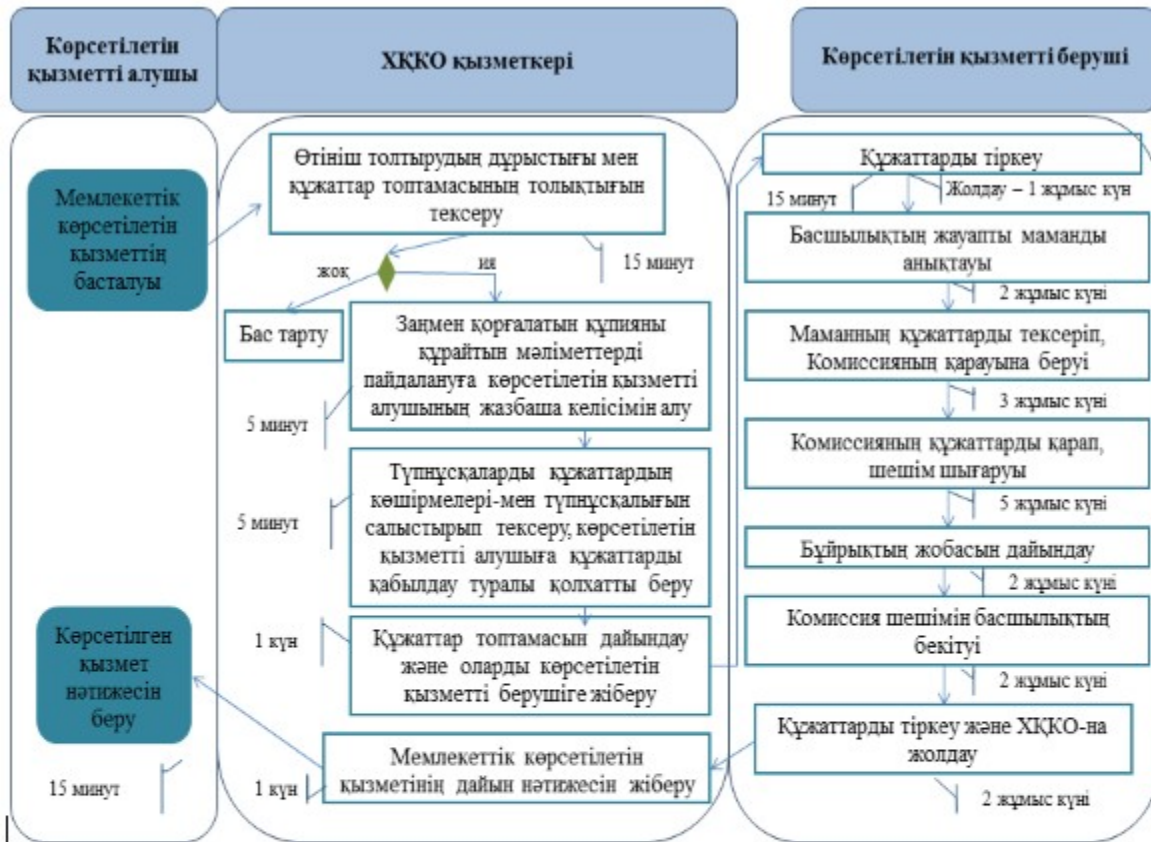 Көрсетілетін
қызметті алушы
ХҚКО қызметкері
Көрсетілетін қызметті беруші
Мемлекеттік
көрсетілетін
қызметтің
басталуы
Өтініш толтырудың дұрыстығы мен
құжаттар топтамасының толықтығын
тексеру
15 минут
жоқ
ия
Бас тарту
Заңмен қорғалатын құпияны
құрайтын мәліметтерді
пайдалануға көрсетілетін қызметті
алушының жазбаша келісімін алу
5 минут
Түпнұсқаларды құжаттардың
көшірмелері-мен түпнұсқалығын
салыстырып тексеру, көрсетілетін
қызметті алушыға құжаттарды
қабылдау туралы қолхатты беру
5 минут
1 күн
Құжаттар топтамасын дайындау
және оларды көрсетілетін
қызметті берушіге жіберу
Құжаттарды тіркеу
15 минут
Жолдау – 1 жұмыс күн
Басшылықтың жауапты маманды
анықтауы
2 жұмыс күні
Маманның құжаттарды тексеріп,
Комиссияның қарауына беруі
3 жұмыс күні
Комиссияның құжаттарды қарап,
шешім шығаруы
5 жұмыс күні
Бұйрықтың жобасын дайындау
2 жұмыс күні
Комиссия шешімін басшылықтың
бекітуі
2 жұмыс күні
Құжаттарды тіркеу және ХҚКО-на
жолдау
2 жұмыс күні
Мемлекеттік көрсетілетін
қызметінің дайын нәтижесін жіберу
1 күн
Көрсетілген
қызмет
нәтижесін
беру
15 минут